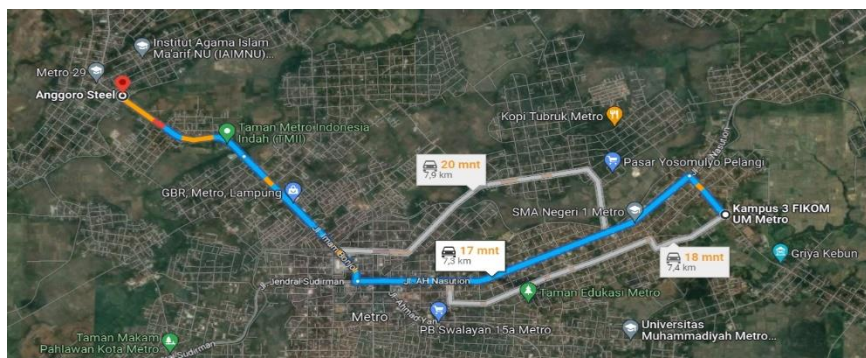 Institut Agama Islam
Ma'arif NU (IAIMNU)...
Metro 29
Anggoro Steel
Taman Metro Indonesia
Indah (TMII)
Kopi Tubruk Metro
20 mnt
7,9 km
Pasar Yosomulyo Pelangi
GBR, Metro, Lampung
SMA Negeri 1 Metro
Kampus 3 FIKOM
UM Metro
17 mnt
7,3 km
18 mnt
7,4 km
Griya Kebun
Jendral Sudirman
Jl. AH Nasution
Taman Edukasi Metro
Metro
PB Swalayan 15a Metro
Taman Makam
Pahlawan Kota Metro
Universitas
Muhammadiyah Metro...